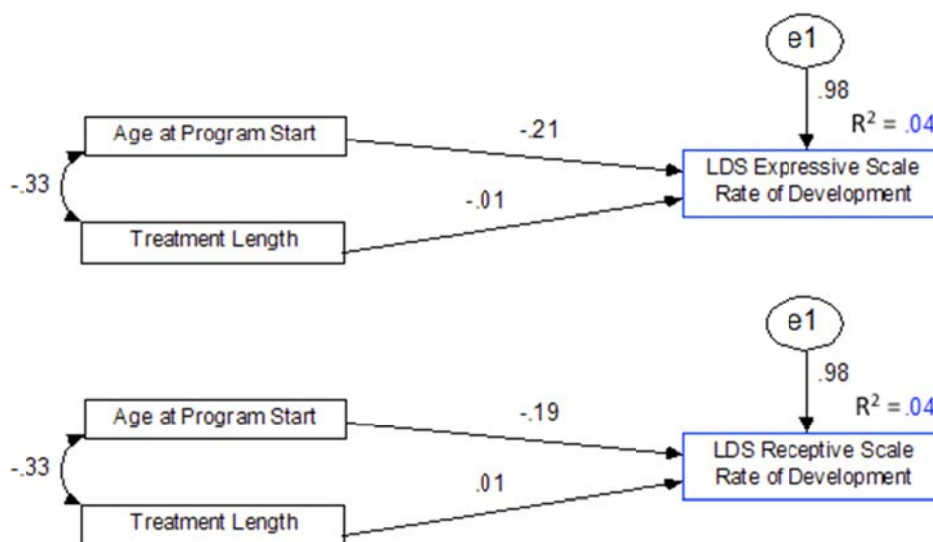 e1
.98
R² = .04
Age at Program Start
-.21
LDS Expressive Scale
Rate of Development
-.33
-.01
Treatment Length
e1
.98
R² = .04
Age at Program Start
-.19
LDS Receptive Scale
Rate of Development
-.33
.01
Treatment Length